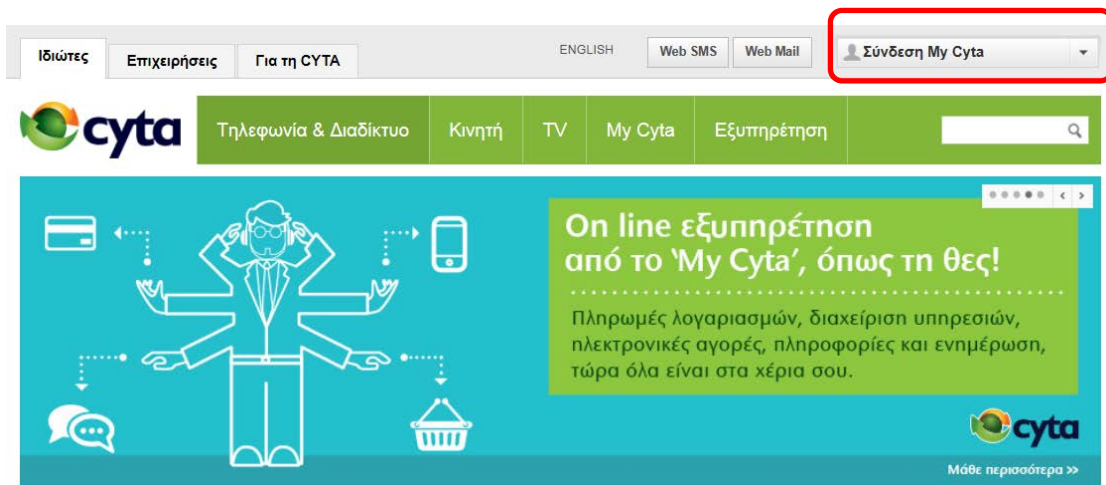 Ιδιώτες
Επιχειρήσεις
Για τη CYTA
ENGLISH
Web SMS
Web Mail
Σύνδεση My Cyta
cyta
Τηλεφωνία & Διαδίκτυο
Κινητή
TV
My Cyta
Εξυπηρέτηση
On line εξυπηρέτηση
από το 'My Cyta', όπως τη θες!
Πληρωμές λογαριασμών, διαχείριση υπηρεσιών,
ηλεκτρονικές αγορές, πληροφορίες και ενημέρωση,
τώρα όλα είναι στα χέρια σου.
cyta
Μάθε περισσότερα >>